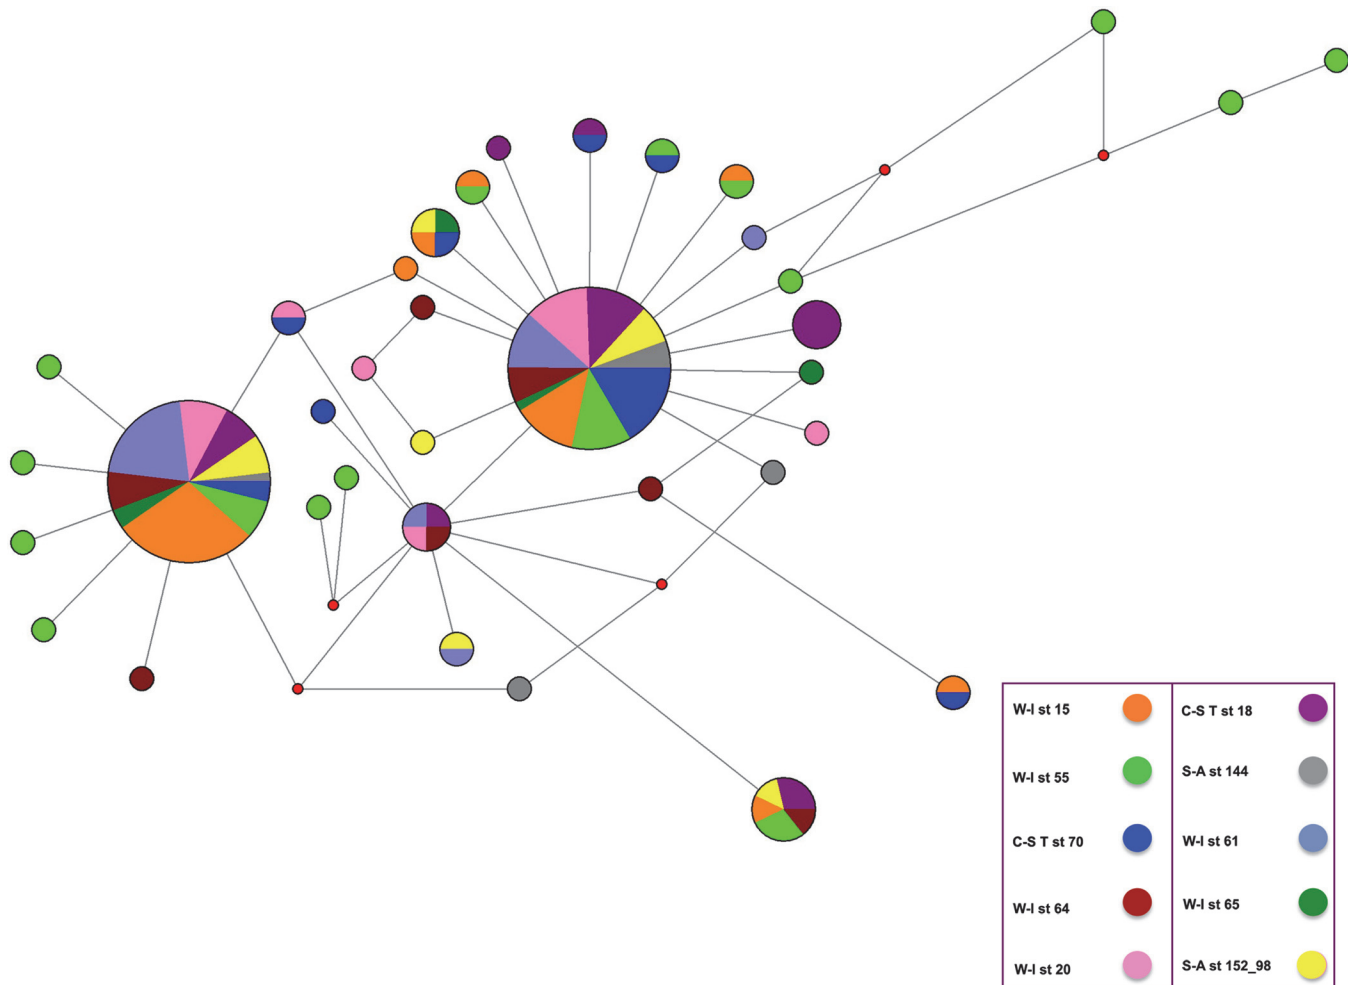 W-I st 15
C-S T st 18
W-I st 55
S-A st 144
C-S T st 70
W-I st 61
W-I st 64
W-I st 65
W-I st 20
S-A st 152_98